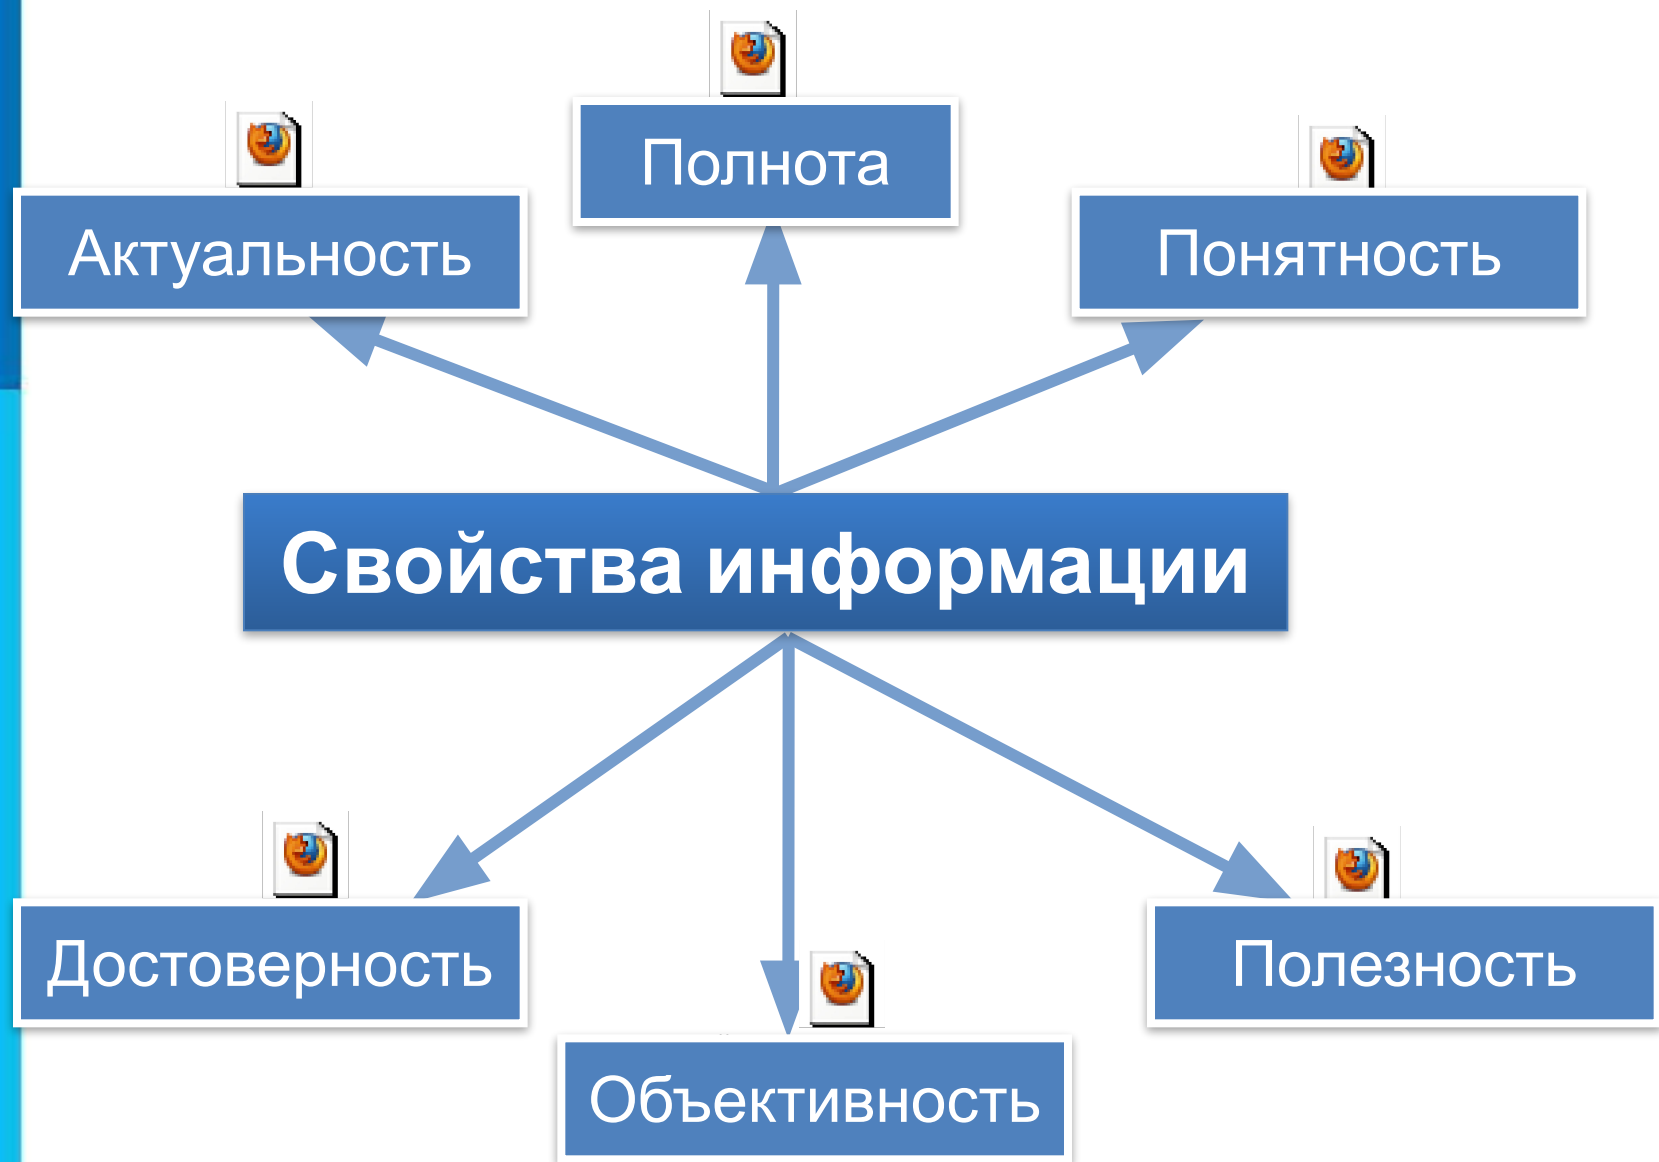 Полнота
Актуальность
Понятность
Свойства информации
Достоверность
Полезность
Объективность